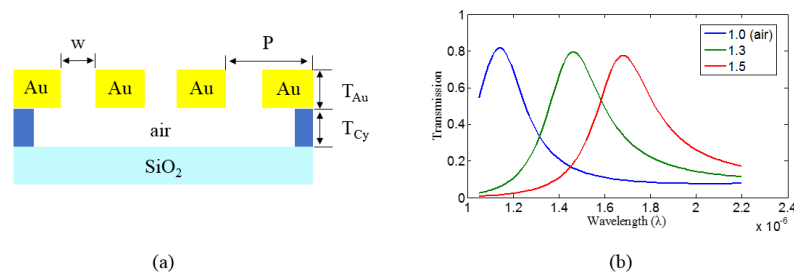 w
P
Au
Au
Au
Au
T_Au
air
T_Cy
SiO₂
(a)
1
0.8
0.6
0.4
0.2
0
Transmission
1.0 (air)
1.3
1.5
1 1.2 1.4 1.6 1.8 2 2.2 2.4
Wavelength (λ)
x 10⁻⁶
(b)